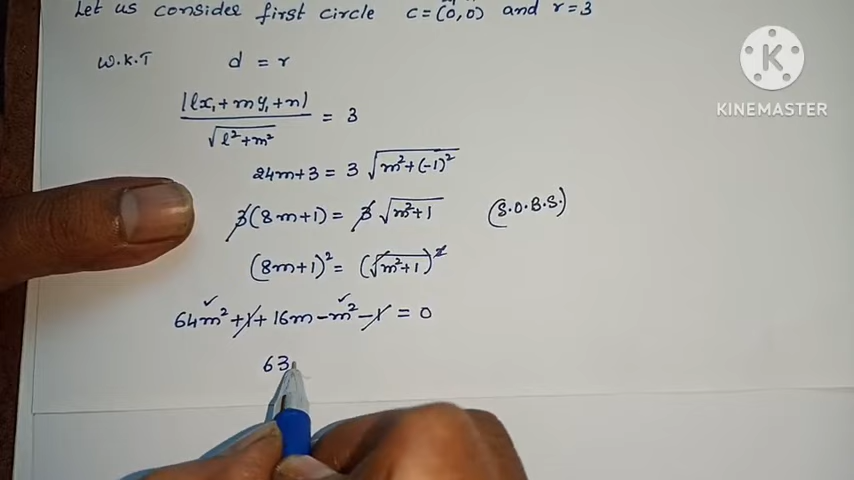 Let us consider first circle c=(0,0) and r=3
W.K.T d = r
|lx₁+my₁+n| / √l²+m² = 3
24m+3 = 3 √m²+(-1)²
3(8m+1) = 3 √m²+1 (S.O.B.S.)
(8m+1)² = (√m²+1)²
64m²+1+16m-m²-1 = 0
63
K
KINEMASTER